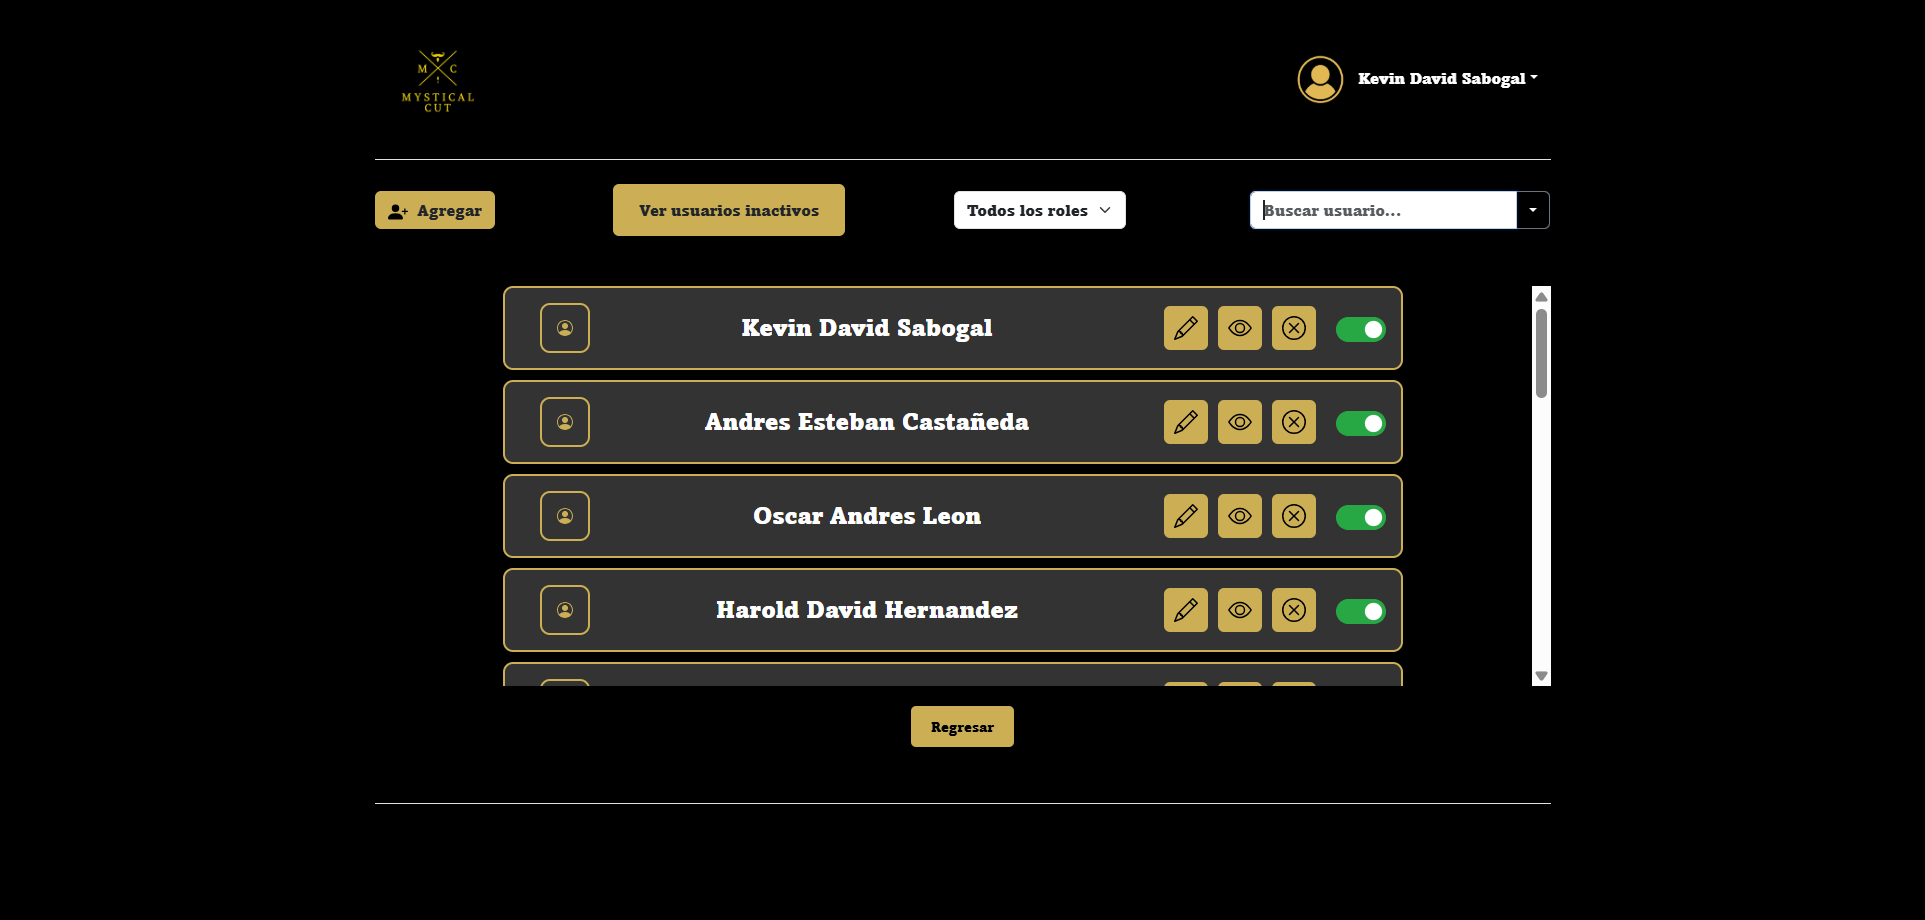 M C
MYSTICAL
CUT
Kevin David Sabogal
Agregar
Ver usuarios inactivos
Todos los roles
Buscar usuario...
Kevin David Sabogal
Andres Esteban Castañeda
Oscar Andres Leon
Harold David Hernandez
Regresar